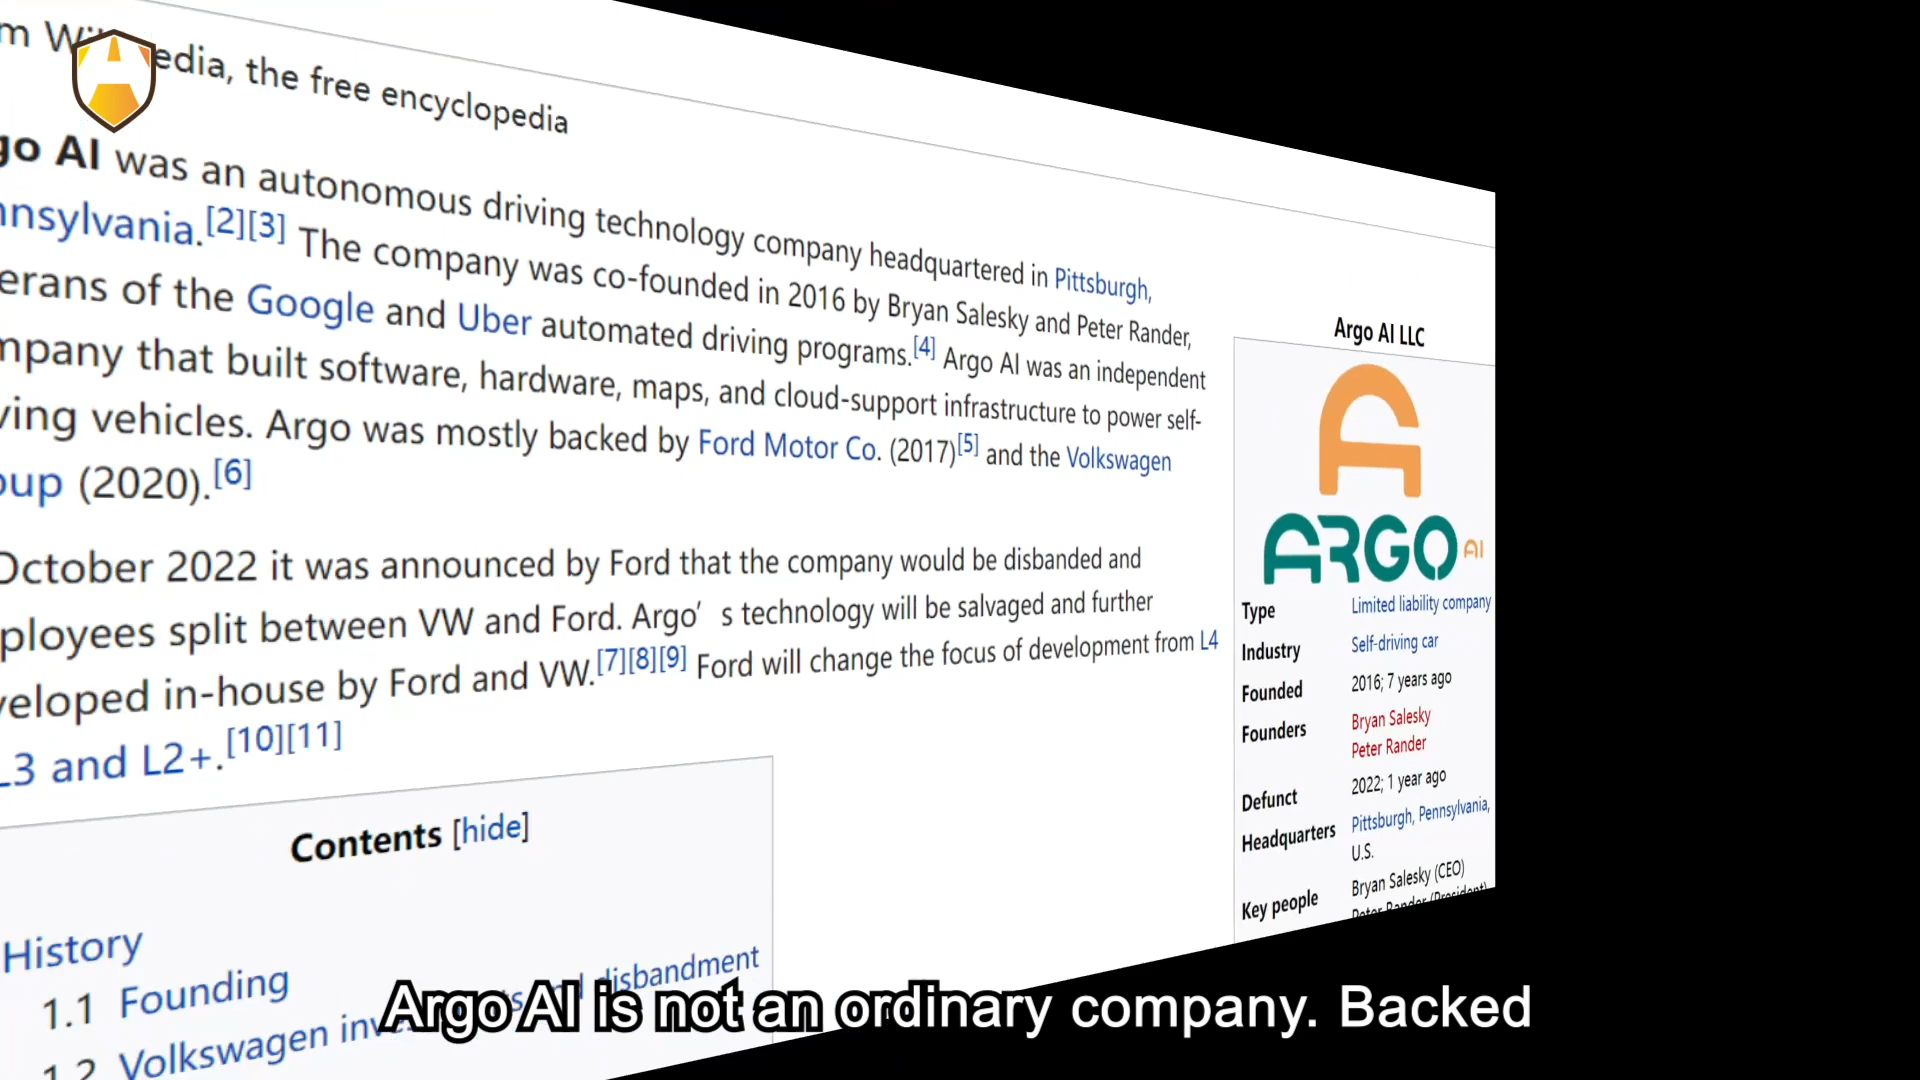 m Wikipedia, the free encyclopedia
go AI was an autonomous driving technology company headquartered in Pittsburgh,
nnsylvania.[2][3] The company was co-founded in 2016 by Bryan Salesky and Peter Rander,
erans of the Google and Uber automated driving programs.[4] Argo AI was an independent
mpany that built software, hardware, maps, and cloud-support infrastructure to power self-
ving vehicles. Argo was mostly backed by Ford Motor Co. (2017)[5] and the Volkswagen
oup (2020).[6]
October 2022 it was announced by Ford that the company would be disbanded and
ployees split between VW and Ford. Argo’s technology will be salvaged and further
veloped in-house by Ford and VW.[7][8][9] Ford will change the focus of development from L4
L3 and L2+.[10][11]
Contents [hide]
History
1.1 Founding
1.2 Volkswagen disbandment
Argo AI LLC
ARGO AI
Type Limited liability company
Industry Self-driving car
Founded 2016; 7 years ago
Founders Bryan Salesky
Peter Rander
Defunct 2022; 1 year ago
Headquarters Pittsburgh, Pennsylvania,
U.S.
Key people Bryan Salesky (CEO)
Peter Rander (President)
Argo AI is not an ordinary company. Backed